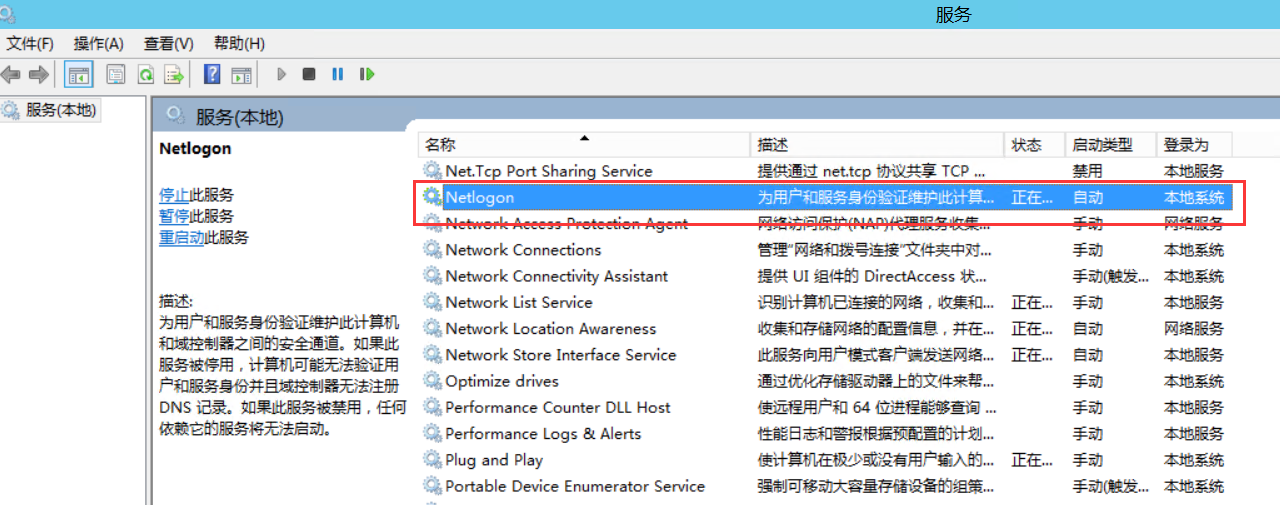 服务
文件(F) 操作(A) 查看(V) 帮助(H)
服务(本地)
服务(本地)
Netlogon
停止此服务
暂停此服务
重启动此服务
描述:
为用户和服务身份验证维护此计算机
和域控制器之间的安全通道。如果此
服务被停用，计算机可能无法验证用
户和服务身份并且域控制器无法注册
DNS 记录。如果此服务被禁用，任何
依赖它的服务将无法启动。
名称 描述 状态 启动类型 登录为
Net.Tcp Port Sharing Service 提供通过 net.tcp 协议共享 TCP ... 禁用 本地服务
Netlogon 为用户和服务身份验证维护此计算... 正在... 自动 本地系统
Network Access Protection Agent 网络访问保护(NAP)代理服务收集... 手动 网络服务
Network Connections 管理“网络和拨号连接”文件夹中对... 手动 本地系统
Network Connectivity Assistant 提供 UI 组件的 DirectAccess 状... 手动(触发... 本地系统
Network List Service 识别计算机已连接的网络，收集和... 正在... 手动 本地服务
Network Location Awareness 收集和存储网络的配置信息，并在... 正在... 自动 网络服务
Network Store Interface Service 此服务向用户模式客户端发送网络... 正在... 自动 本地服务
Optimize drives 通过优化存储驱动器上的文件来帮... 手动 本地系统
Performance Counter DLL Host 使远程用户和 64 位进程能够查询 ... 手动 本地服务
Performance Logs & Alerts 性能日志和警报根据预配置的计划... 手动 本地服务
Plug and Play 使计算机在极少或没有用户输入的... 正在... 手动 本地系统
Portable Device Enumerator Service 强制可移动大容量存储设备的组策... 手动(触发... 本地系统